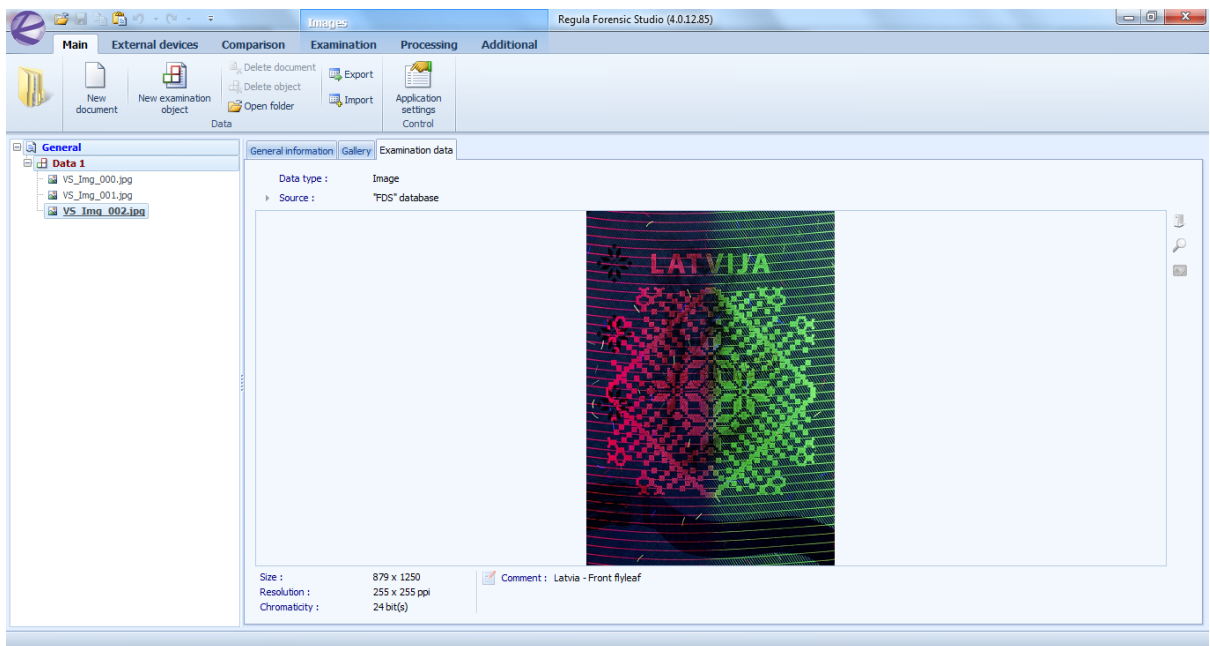 Images
Regula Forensic Studio (4.0.12.85)
Main External devices Comparison Examination Processing Additional
New document
New examination object
Delete document
Delete object
Open folder
Data
Export
Import
Application settings
Control
General
Data 1
VS_Img_000.jpg
VS_Img_001.jpg
VS_Img_002.jpg
General information Gallery Examination data
Data type : Image
Source : "FDS" database
LATVIJA
Size : 879 x 1250
Resolution : 255 x 255 ppi
Chromaticity : 24 bit(s)
Comment : Latvia - Front flyleaf